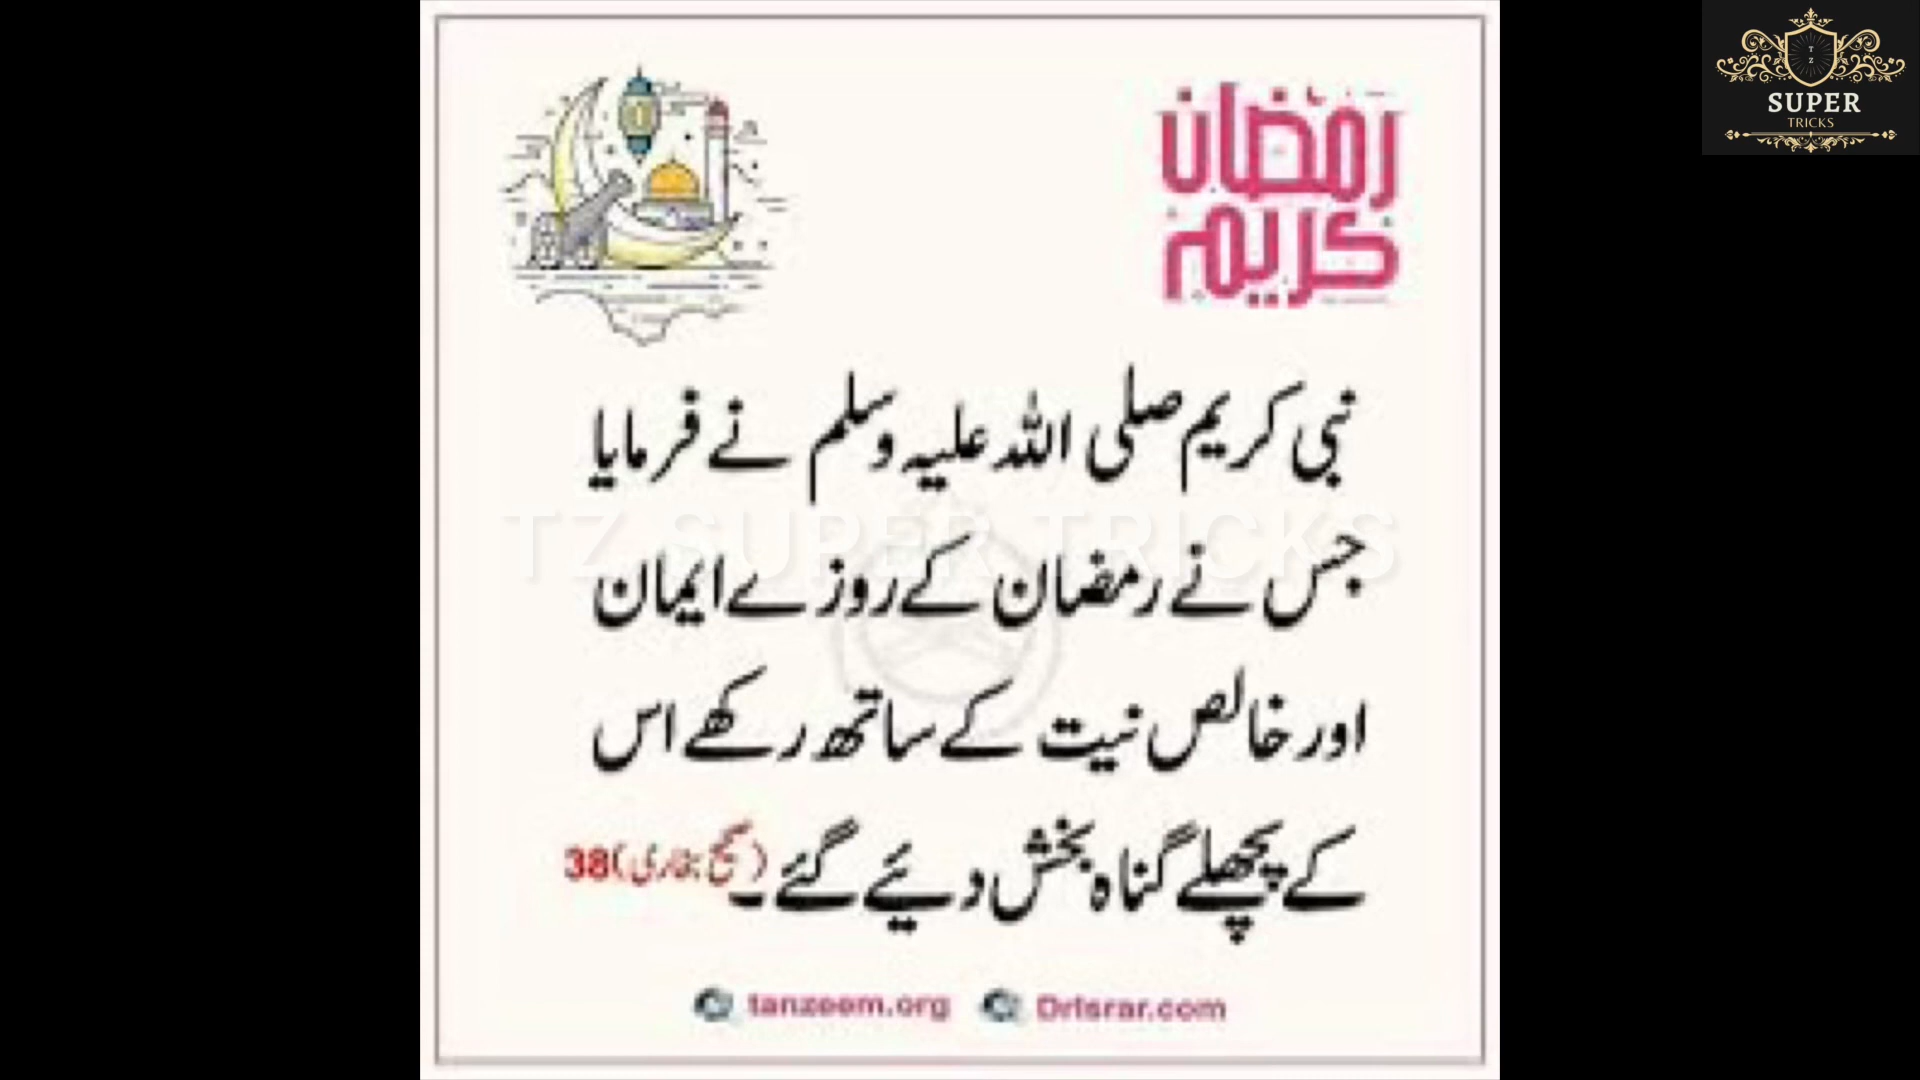 SUPER
TRICKS
T
Z
رمضان
كريم
نبی کریم صلی اللہ علیہ وسلم نے فرمایا
TZ SUPER TRICKS
جس نے رمضان کے روزے ایمان
اور خالص نیت کے ساتھ رکھے اس
کے پچھلے گناہ بخش دیئے گئے۔ (صحیح بخاری) 38
tanzeem.org DrIsrar.com